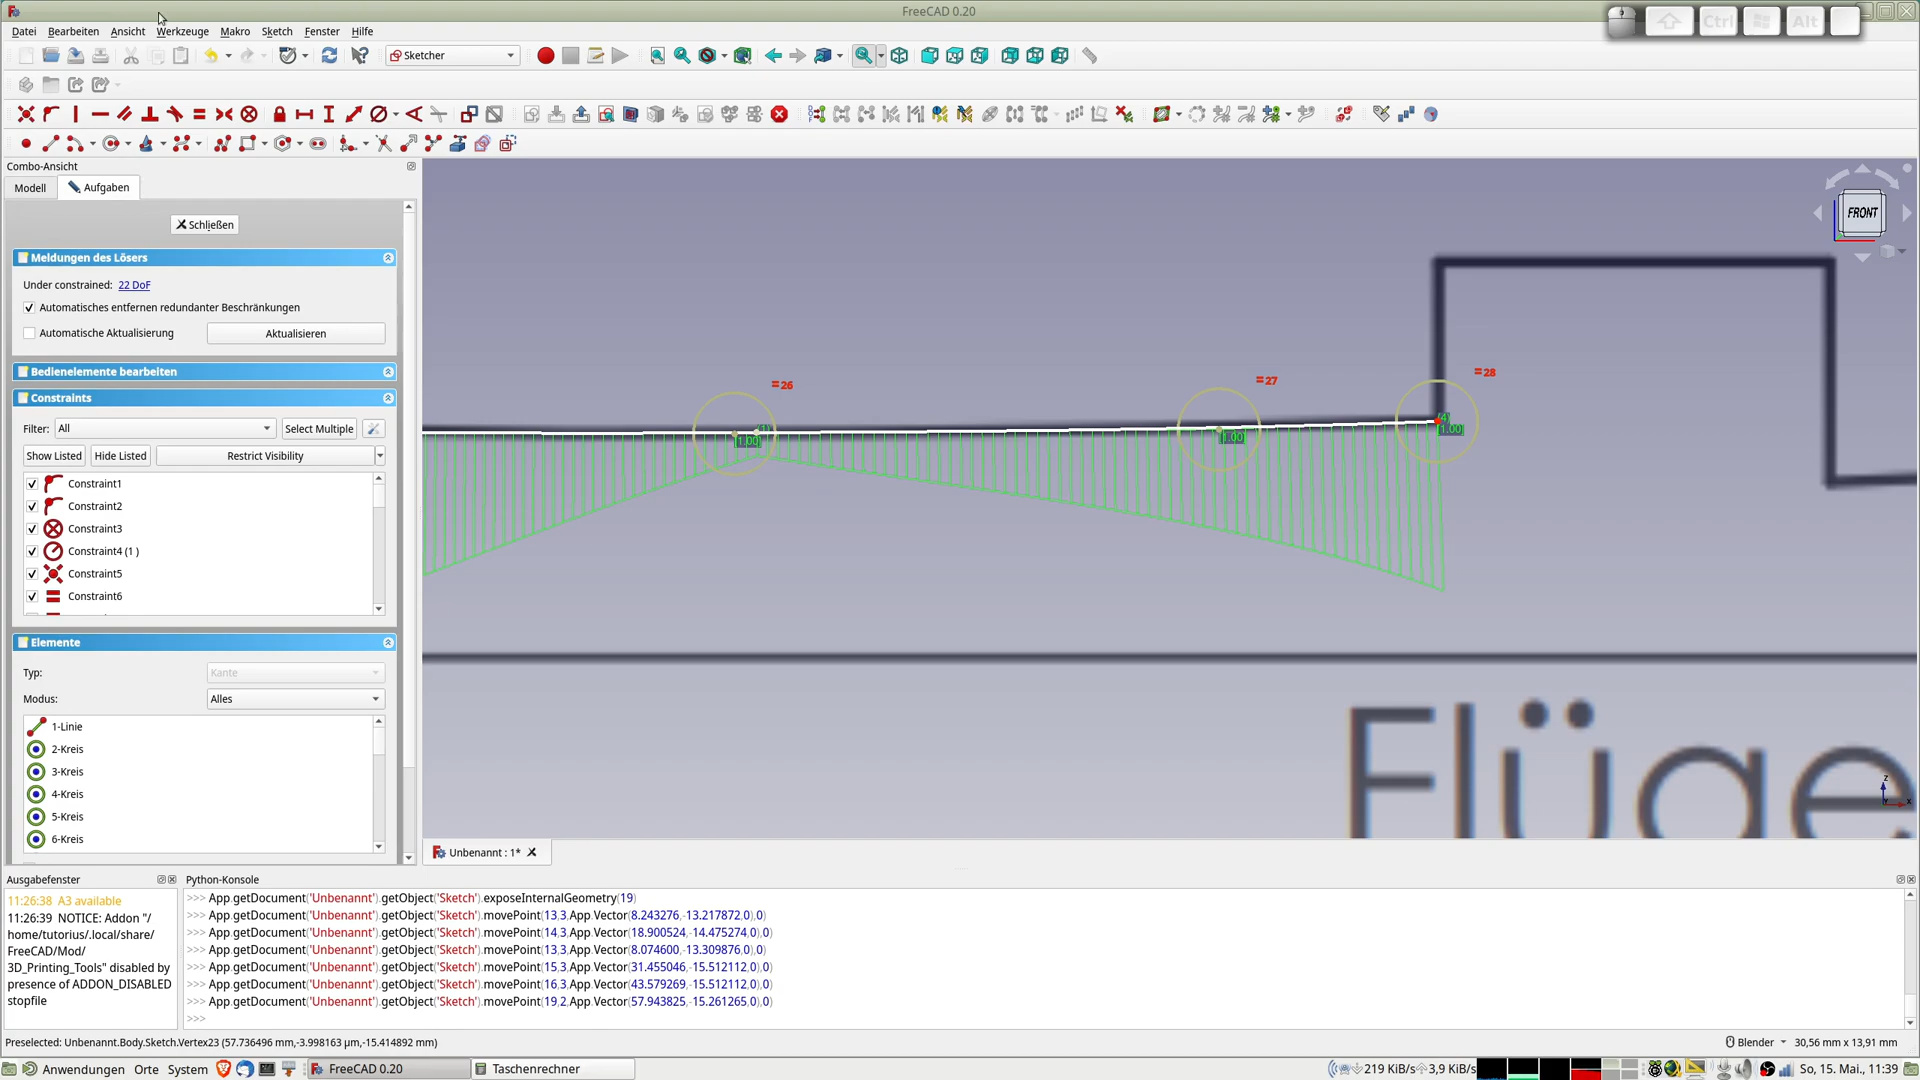 FreeCAD 0.20
Ctrl
Alt
Datei Bearbeiten Ansicht Werkzeuge Makro Sketch Fenster Hilfe
Sketcher
Combo-Ansicht
Modell Aufgaben
Schließen
FRONT
Meldungen des Lösers
Under constrained: 22 DoF
Automatisches entfernen redundanter Beschränkungen
Automatische Aktualisierung Aktualisieren
Bedienelemente bearbeiten
=26
=27
=28
Constraints
(4)
1.00
1.00
1.00
Filter: All Select Multiple
Show Listed Hide Listed Restrict Visibility
Constraint1
Constraint2
Constraint3
Constraint4 (1 )
Constraint5
Constraint6
Elemente
Typ: Kante
Modus: Alles
1-Linie
2-Kreis
3-Kreis
4-Kreis
5-Kreis
6-Kreis
Flüge
z
x
Unbenannt : 1*
Ausgabefenster
11:26:38 A3 available
11:26:39 NOTICE: Addon "/
home/tutorius/.local/share/
FreeCAD/Mod/
3D_Printing_Tools" disabled by
presence of ADDON_DISABLED
stopfile
Python-Konsole
>>> App.getDocument('Unbenannt').getObject('Sketch').exposeInternalGeometry(19)
>>> App.getDocument('Unbenannt').getObject('Sketch').movePoint(13,3,App.Vector(8.243276,-13.217872,0),0)
>>> App.getDocument('Unbenannt').getObject('Sketch').movePoint(14,3,App.Vector(18.900524,-14.475274,0),0)
>>> App.getDocument('Unbenannt').getObject('Sketch').movePoint(13,3,App.Vector(8.074600,-13.309876,0),0)
>>> App.getDocument('Unbenannt').getObject('Sketch').movePoint(15,3,App.Vector(31.455046,-15.512112,0),0)
>>> App.getDocument('Unbenannt').getObject('Sketch').movePoint(16,3,App.Vector(43.579269,-15.512112,0),0)
>>> App.getDocument('Unbenannt').getObject('Sketch').movePoint(19,2,App.Vector(57.943825,-15.261265,0),0)
>>>
Preselected: Unbenannt.Body.Sketch.Vertex23 (57.736496 mm,-3.998163 µm,-15.414892 mm)
Blender 30,56 mm x 13,91 mm
Anwendungen Orte System FreeCAD 0.20 Taschenrechner 219 KiB/s 3,9 KiB/s So, 15. Mai., 11:39